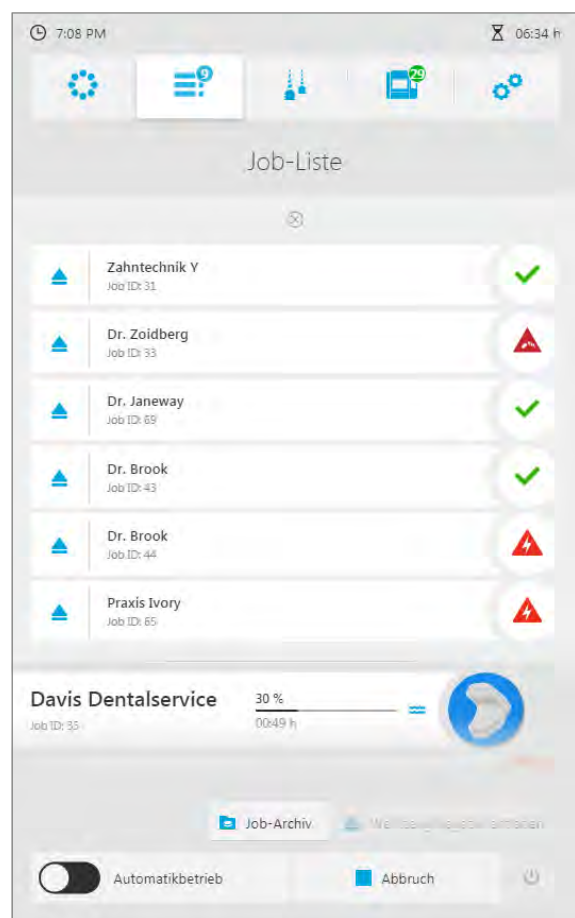 7:08 PM
06:34 h
9
29
Job-Liste
Zahntechnik Y
Job ID: 31
Dr. Zoidberg
Job ID: 33
Dr. Janeway
Job ID: 69
Dr. Brook
Job ID: 43
Dr. Brook
Job ID: 44
Praxis Ivory
Job ID: 65
Davis Dentalservice
Job ID: 35
30 %
00:49 h
Job-Archiv
Automatikbetrieb
Abbruch